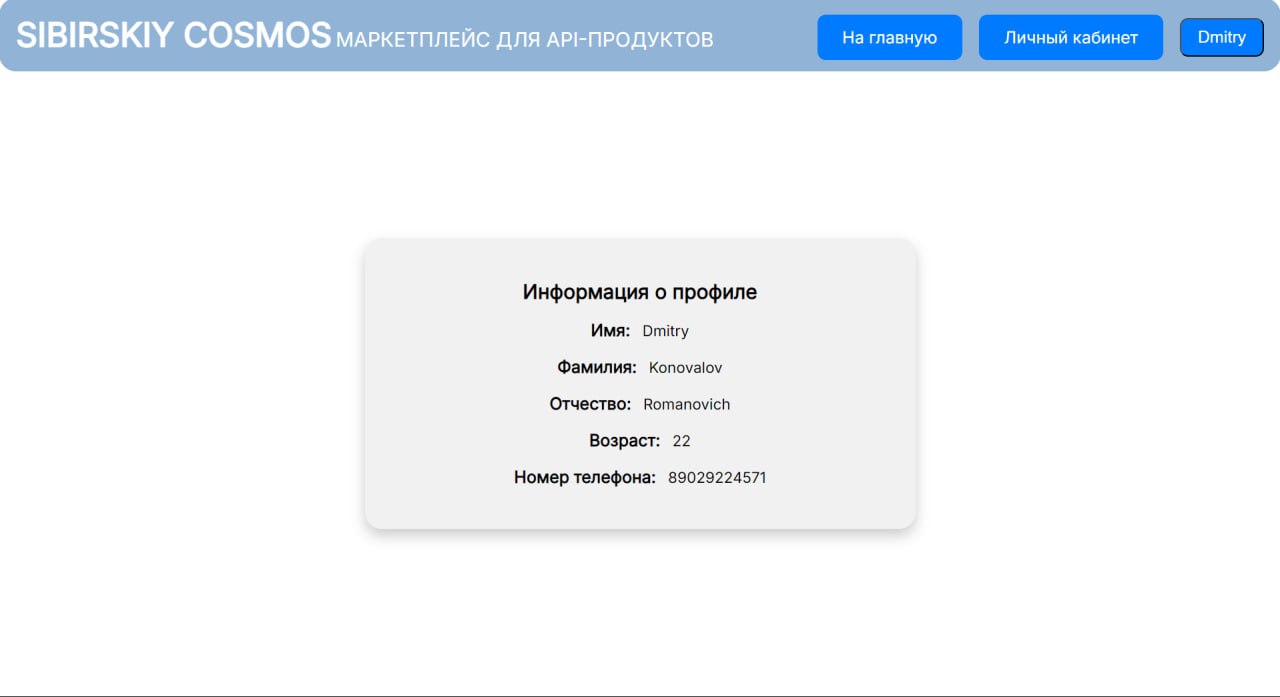 SIBIRSKIY COSMOS МАРКЕТПЛЕЙС ДЛЯ API-ПРОДУКТОВ На главную Личный кабинет Dmitry
Информация о профиле
Имя: Dmitry
Фамилия: Konovalov
Отчество: Romanovich
Возраст: 22
Номер телефона: 89029224571